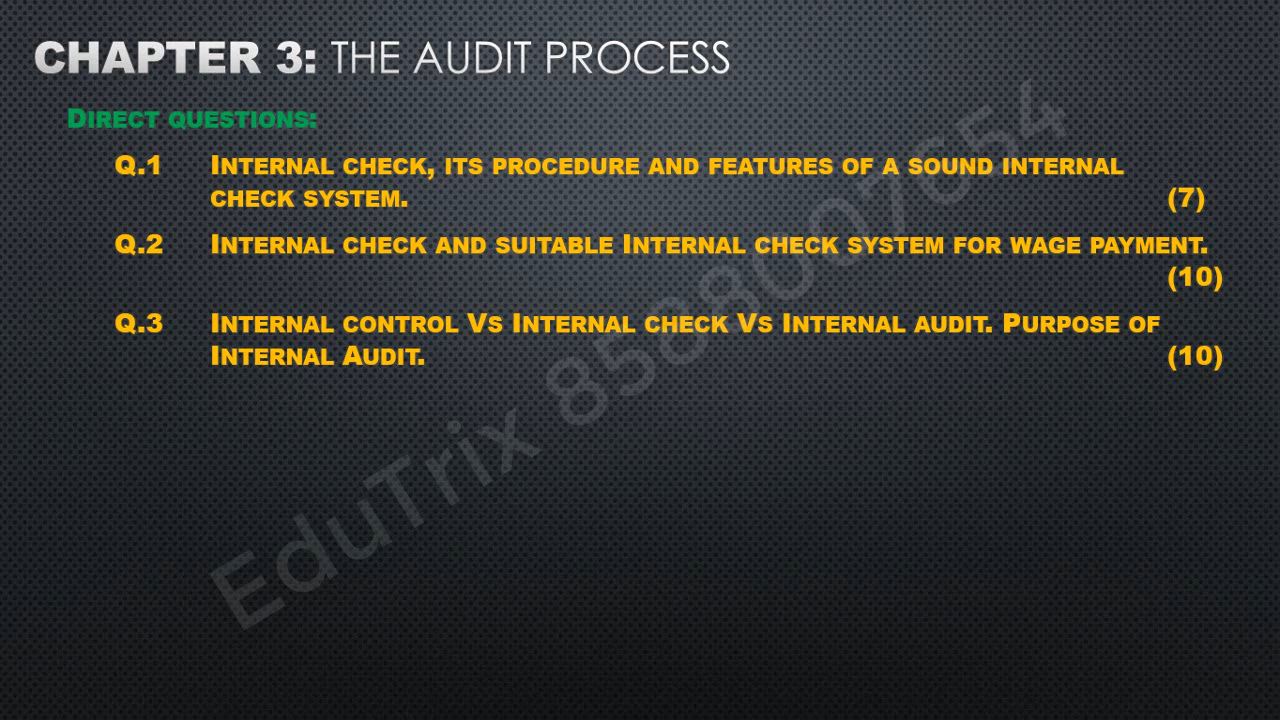 CHAPTER 3: THE AUDIT PROCESS
DIRECT QUESTIONS:
Q.1 INTERNAL CHECK, ITS PROCEDURE AND FEATURES OF A SOUND INTERNAL
CHECK SYSTEM. (7)
Q.2 INTERNAL CHECK AND SUITABLE INTERNAL CHECK SYSTEM FOR WAGE PAYMENT.
(10)
Q.3 INTERNAL CONTROL VS INTERNAL CHECK VS INTERNAL AUDIT. PURPOSE OF
INTERNAL AUDIT. (10)
EduTrix